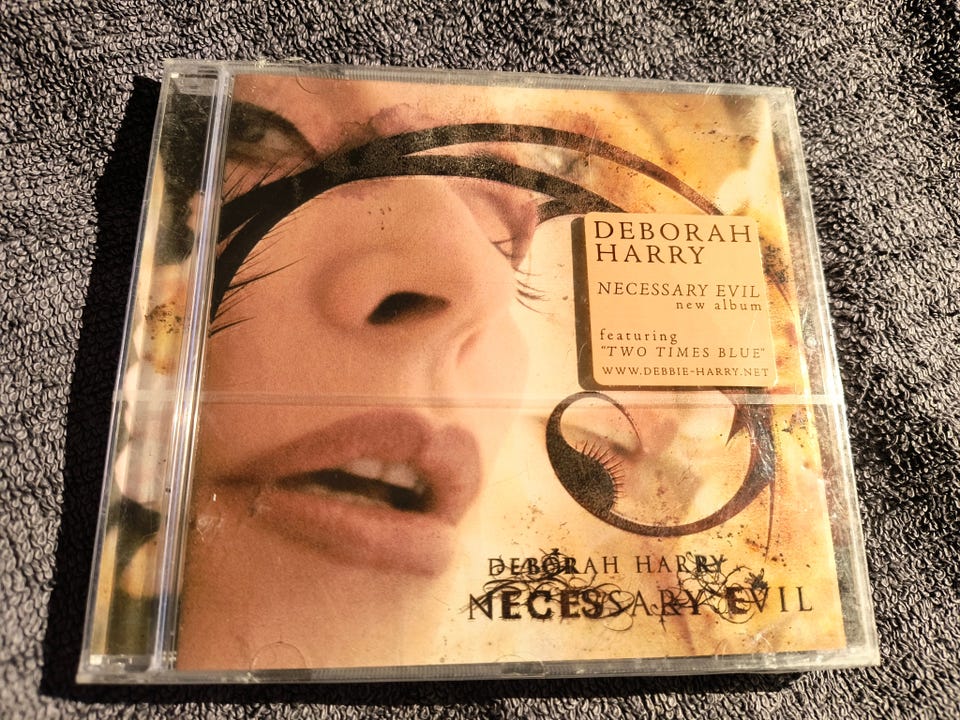 DEBORAH
HARRY
NECESSARY EVIL
new album
featuring
"TWO TIMES BLUE"
WWW.DEBBIE-HARRY.NET
DEBORAH HARRY
NECESSARY EVIL